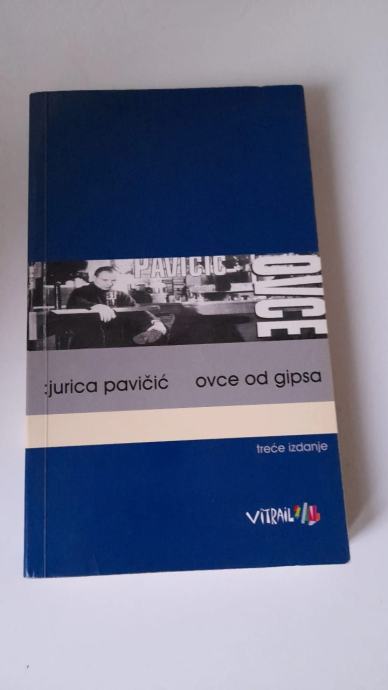 PAVIČIĆ
OVCE
:jurica pavičić ovce od gipsa
treće izdanje
VITRAIL